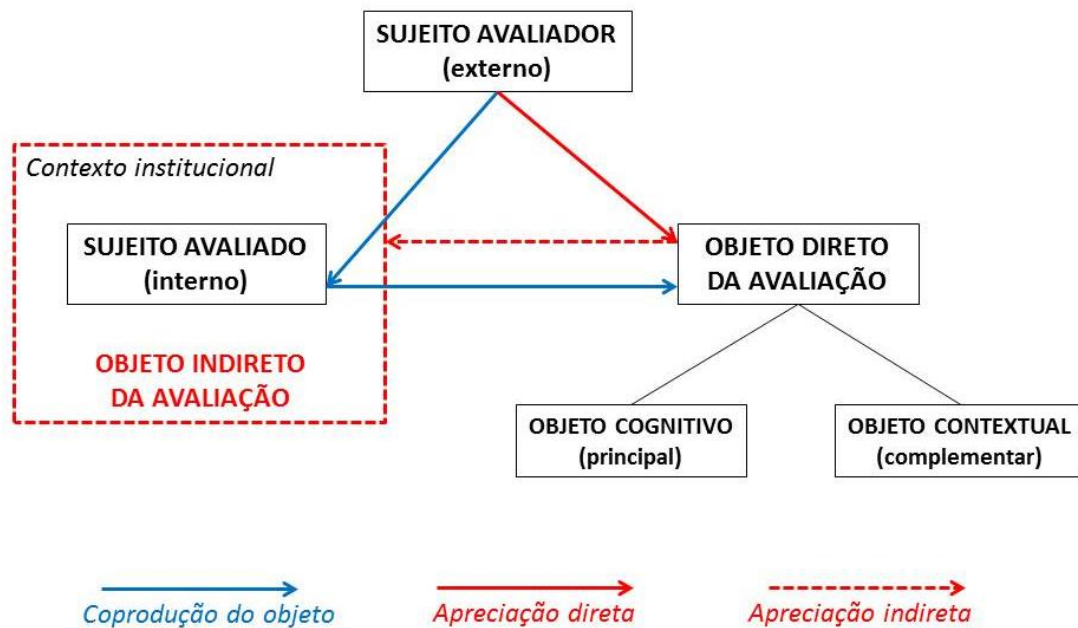 SUJEITO AVALIADOR
(externo)
Contexto institucional
SUJEITO AVALIADO
(interno)
OBJETO INDIRETO
DA AVALIAÇÃO
OBJETO DIRETO
DA AVALIAÇÃO
OBJETO COGNITIVO
(principal)
OBJETO CONTEXTUAL
(complementar)
Coprodução do objeto
Apreciação direta
Apreciação indireta